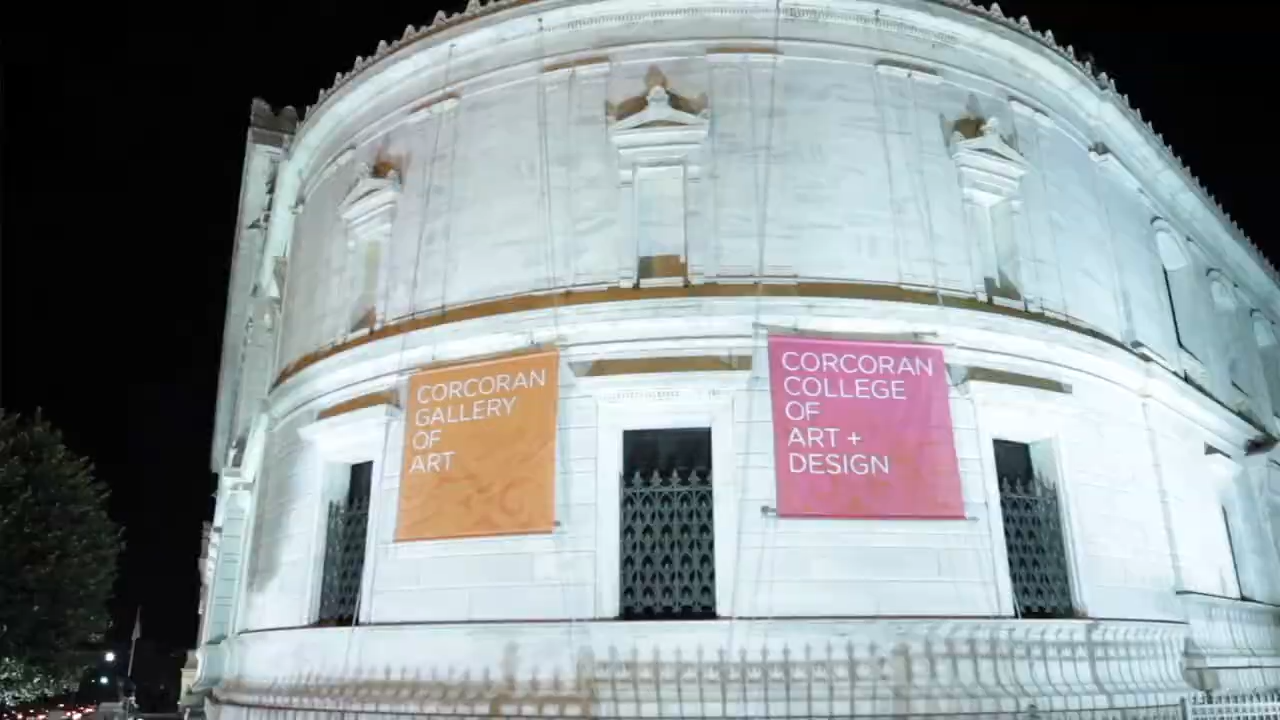 CORCORAN
GALLERY
OF
ART
CORCORAN
COLLEGE
OF
ART +
DESIGN